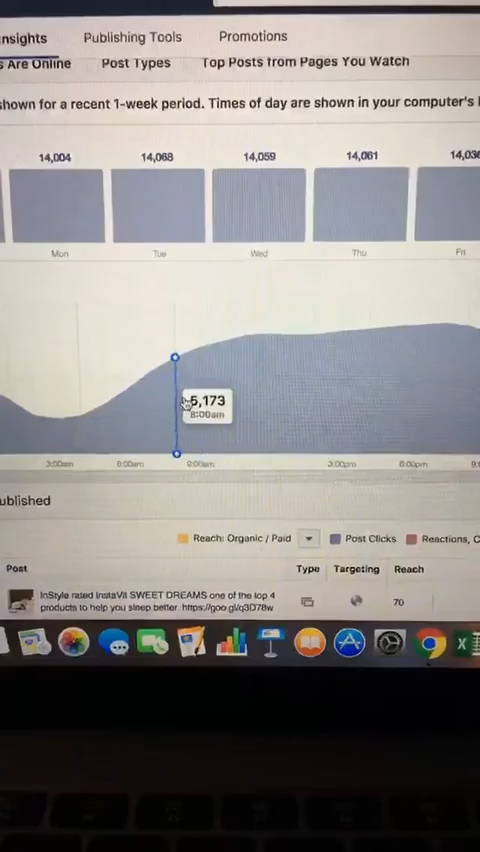 Insights Publishing Tools Promotions
s Are Online Post Types Top Posts from Pages You Watch
shown for a recent 1-week period. Times of day are shown in your computer's l
14,004 14,068 14,059 14,061 14,036
Mon Tue Wed Thu Fri
5,173
8:00am
3:00am 6:00am 9:00am 3:00pm 6:00pm 9:
ublished
Reach: Organic / Paid Post Clicks Reactions, C
Post Type Targeting Reach
InStyle rated InstaVit SWEET DREAMS one of the top 4
products to help you sleep better. https://goo.gl/q3D78w
70